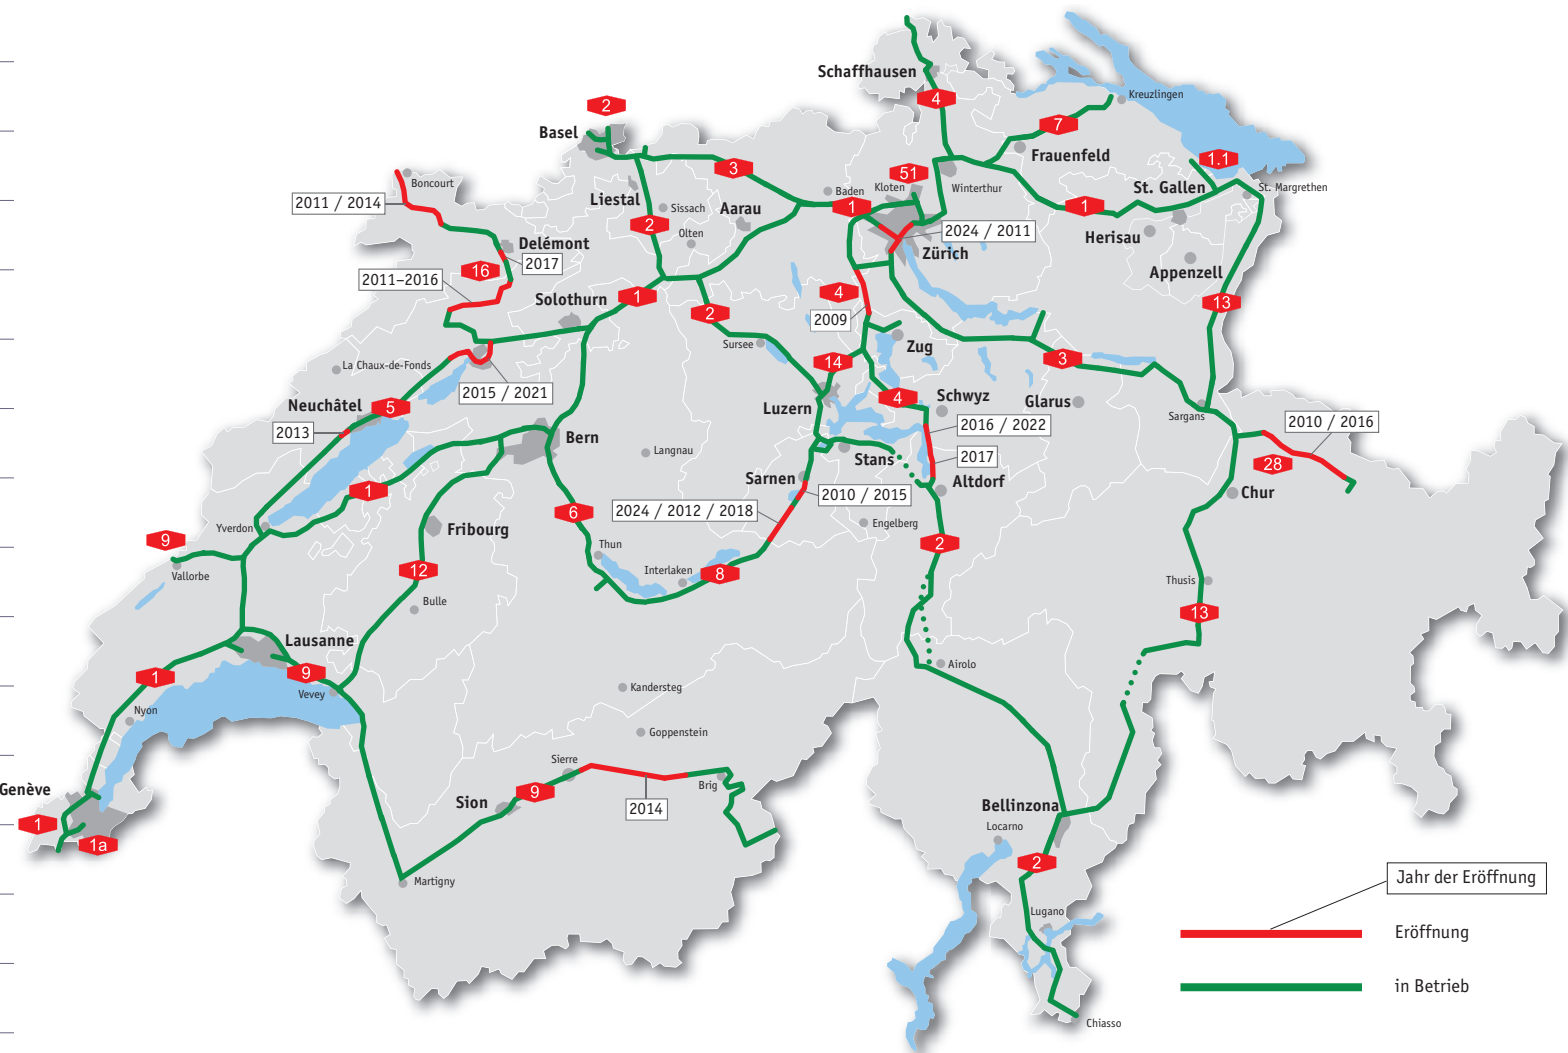 Schaffhausen
4
Kreuzlingen
2
7
Basel
Frauenfeld
1.1
3
51
St. Gallen
Boncourt
Baden
Kloten
Winterthur
St. Margrethen
2011 / 2014
Liestal
Sissach
Aarau
1
1
2
Olten
2024 / 2011
Herisau
Delémont
2017
Zürich
Appenzell
16
2011–2016
Solothurn
1
4
13
2
2009
Sursee
Zug
La Chaux-de-Fonds
14
3
2015 / 2021
Neuchâtel
5
Luzern
4
Schwyz
Glarus
Sargans
2013
Bern
2016 / 2022
2010 / 2016
Langnau
Stans
2017
28
Sarnen
Altdorf
Chur
1
2010 / 2015
2024 / 2012 / 2018
Engelberg
6
Yverdon
Fribourg
9
Thun
2
Vallorbe
12
Interlaken
8
Thusis
Bulle
13
Lausanne
Airolo
1
9
Vevey
Kandersteg
Nyon
Goppenstein
Sierre
Genève
Sion
9
Brig
2014
Bellinzona
1
1a
Locarno
2
Martigny
Lugano
Chiasso
Jahr der Eröffnung
Eröffnung
in Betrieb